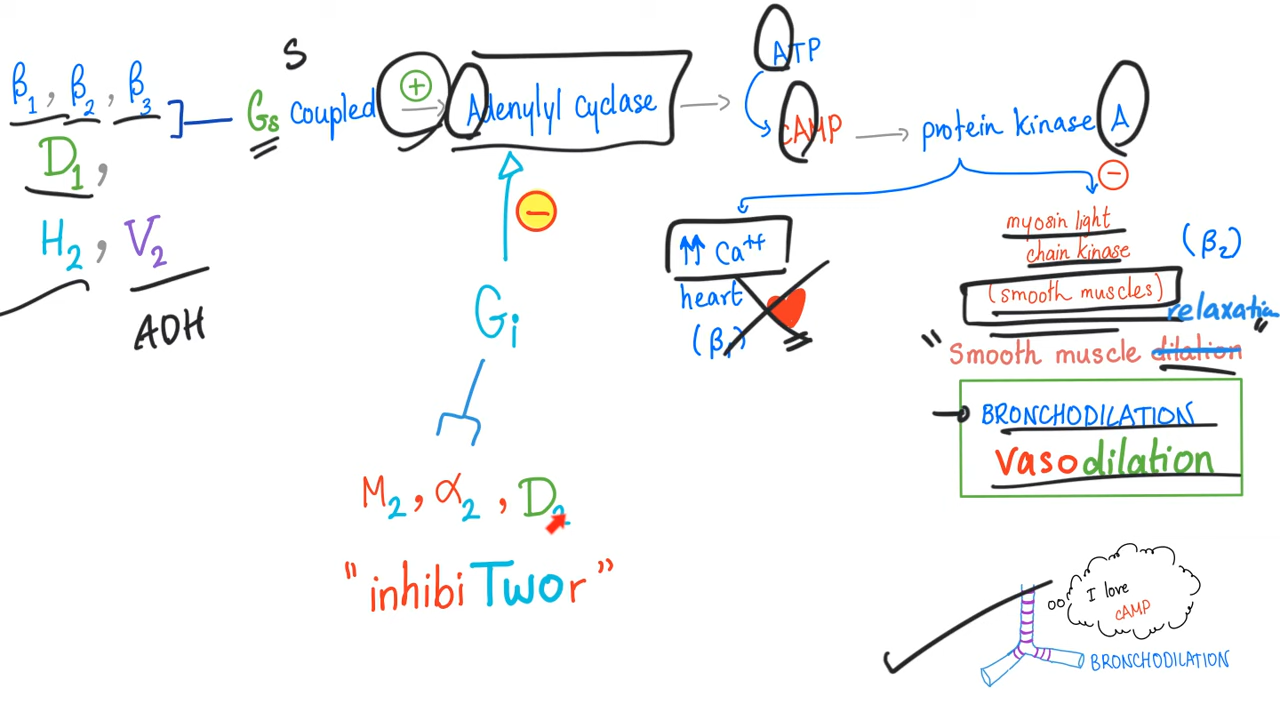 S
β1, β2, β3
Gs coupled
+
Adenylyl cyclase
ATP
cAMP
protein kinase A
D1,
H2, V2
ADH
−
Gi
M2, α2, D2
"inhibiTwor"
↑↑ Ca++
heart
(β1)
−
myosin light
chain kinase
(β2)
(smooth muscles)
relaxation
"Smooth muscle dilation"
BRONCHODILATION
vasodilation
I love
cAMP
BRONCHODILATION